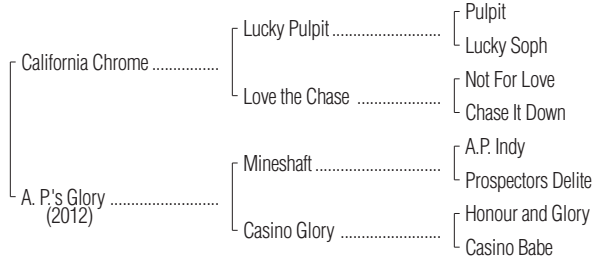 Pulpit
Lucky Pulpit
Lucky Soph
California Chrome
Not For Love
Love the Chase
Chase It Down
A.P. Indy
Mineshaft
Prospectors Delite
A. P.'s Glory
(2012)
Honour and Glory
Casino Glory
Casino Babe